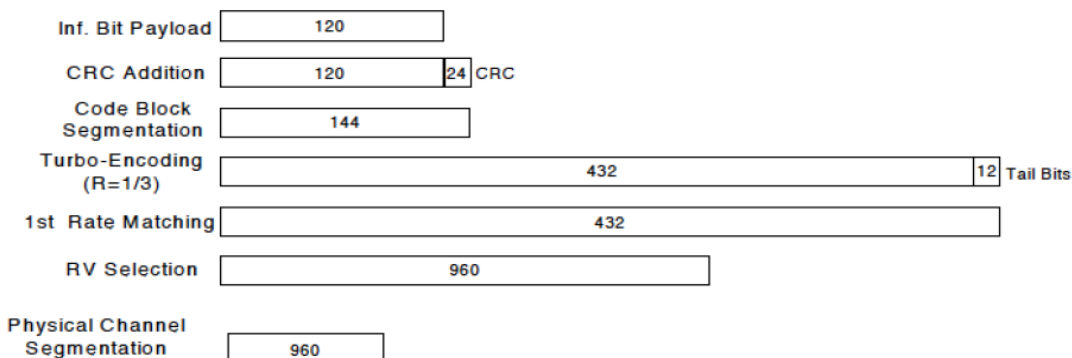 Inf. Bit Payload 120
CRC Addition 120 24 CRC
Code Block
Segmentation 144
Turbo-Encoding
(R=1/3) 432 12 Tail Bits
1st Rate Matching 432
RV Selection 960
Physical Channel
Segmentation 960